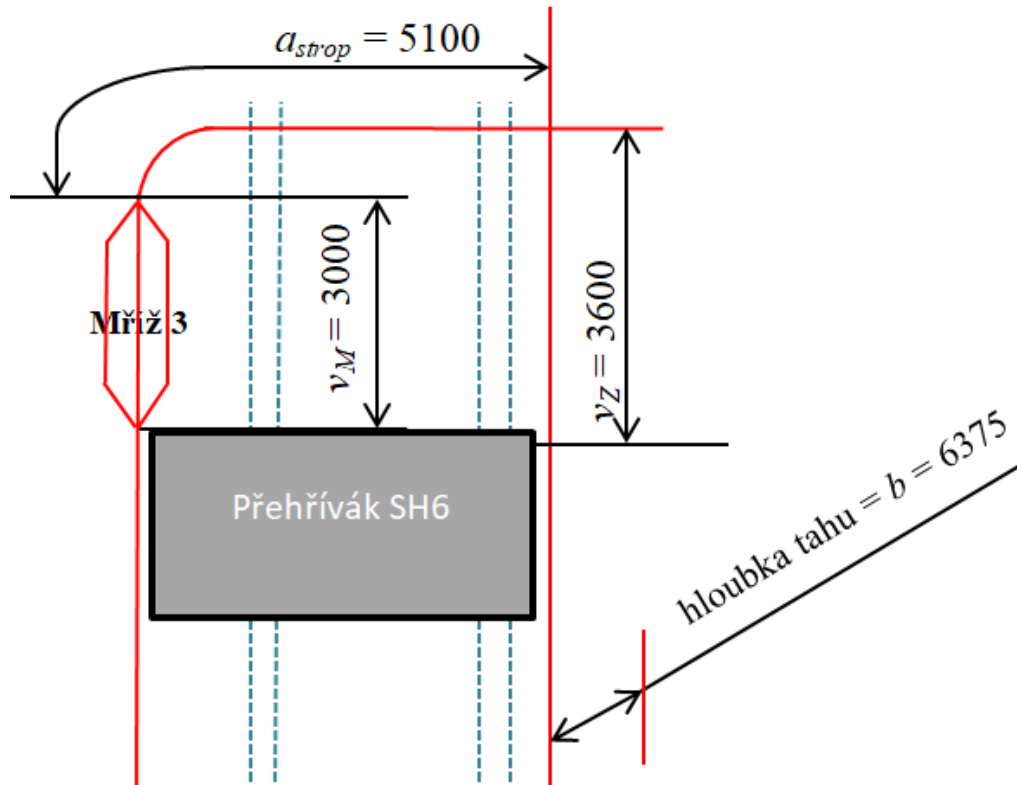 a_strop = 5100
Mříž 3
v_M = 3000
v_Z = 3600
Přehřívák SH6
hloubka tahu = b = 6375